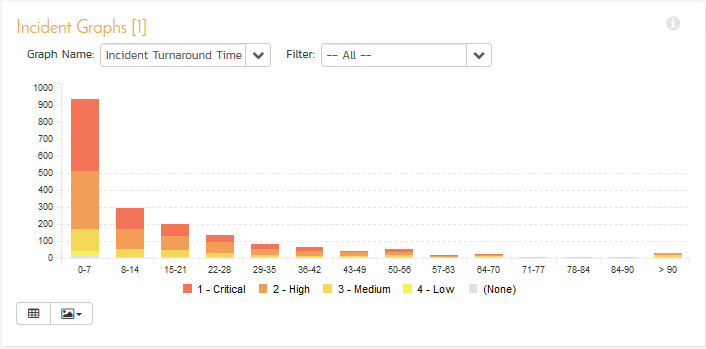 Incident Graphs [1]
Graph Name: Incident Turnaround Time Filter: -- All --
1000
900
800
700
600
500
400
300
200
100
0
0-7 8-14 15-21 22-28 29-35 36-42 43-49 50-56 57-63 64-70 71-77 78-84 84-90 > 90
1 - Critical 2 - High 3 - Medium 4 - Low (None)